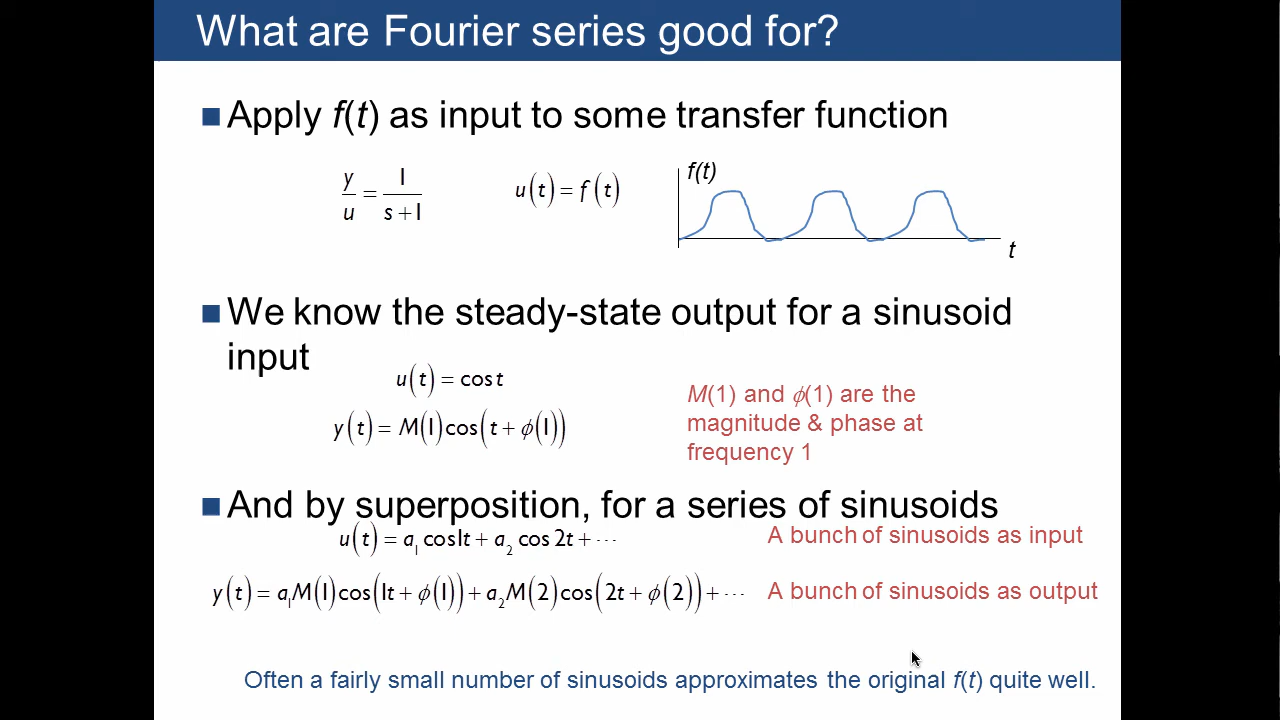 What are Fourier series good for?
Apply f(t) as input to some transfer function
y/u = 1/(s+1)
u(t) = f(t)
f(t)
t
We know the steady-state output for a sinusoid
input
u(t) = cos t
y(t) = M(1)cos(t + ϕ(1))
M(1) and ϕ(1) are the
magnitude & phase at
frequency 1
And by superposition, for a series of sinusoids
u(t) = a₁ cos1t + a₂ cos 2t + ⋯
A bunch of sinusoids as input
y(t) = a₁M(1)cos(1t + ϕ(1)) + a₂M(2)cos(2t + ϕ(2)) + ⋯
A bunch of sinusoids as output
Often a fairly small number of sinusoids approximates the original f(t) quite well.